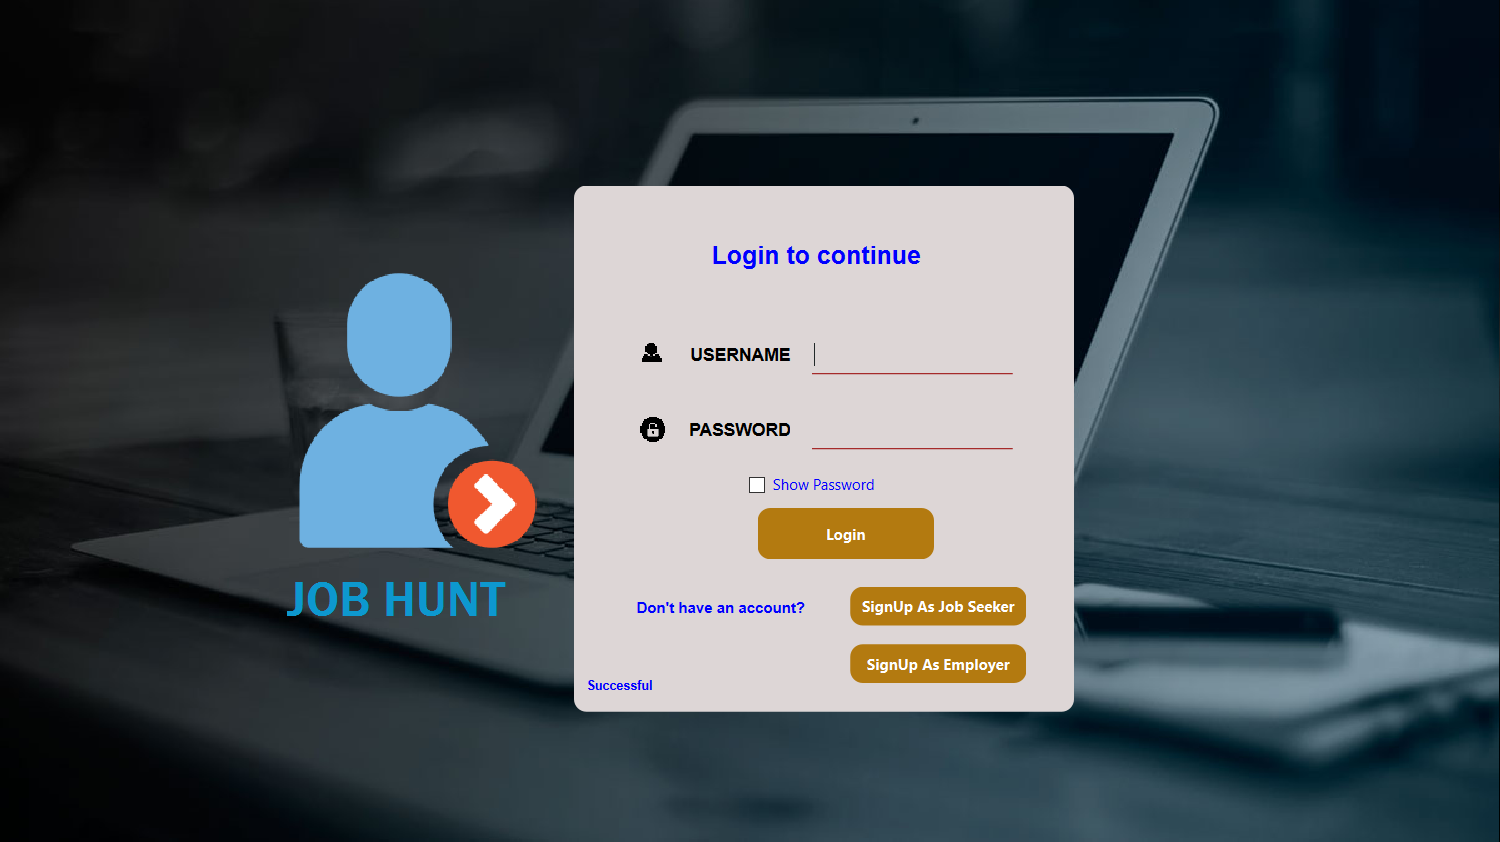 Login to continue
USERNAME
PASSWORD
Show Password
Login
JOB HUNT
Don't have an account?
SignUp As Job Seeker
SignUp As Employer
Successful